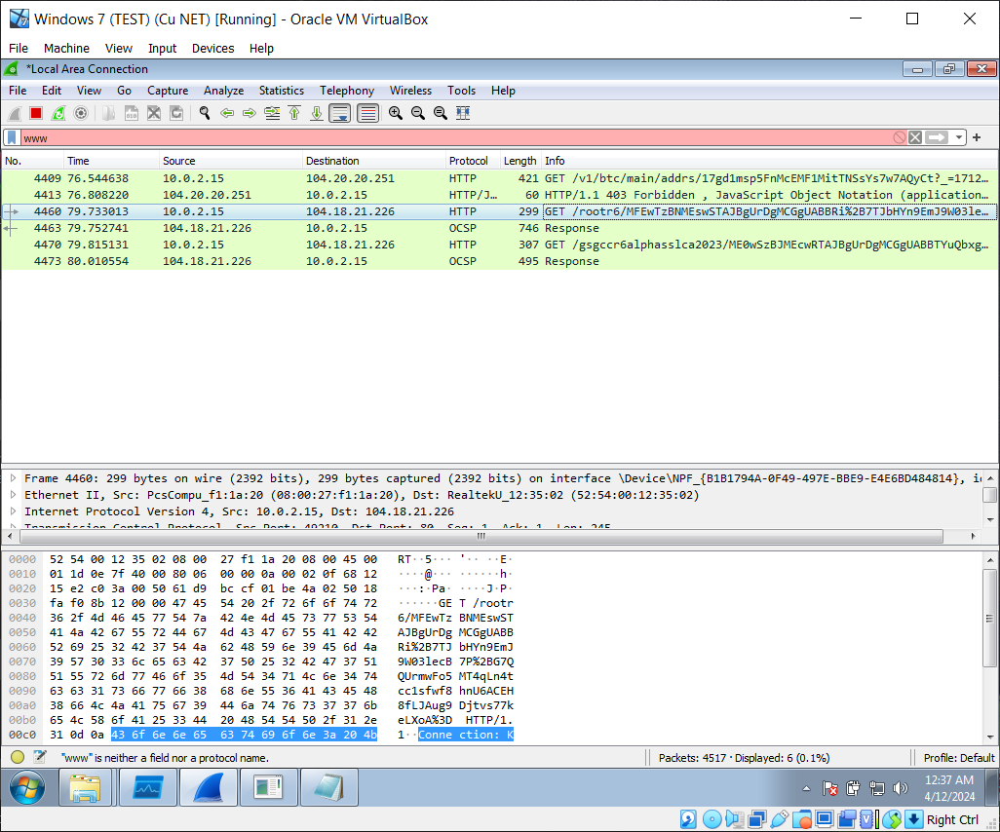 Windows 7 (TEST) (Cu NET) [Running] - Oracle VM VirtualBox
File Machine View Input Devices Help
*Local Area Connection
File Edit View Go Capture Analyze Statistics Telephony Wireless Tools Help
www
No. Time Source Destination Protocol Length Info
4409 76.544638 10.0.2.15 104.20.20.251 HTTP 421 GET /v1/btc/main/addrs/17gd1msp5FnMcEMF1MitTNSsYs7w7AQyCt?_=1712…
4413 76.808220 104.20.20.251 10.0.2.15 HTTP/J… 60 HTTP/1.1 403 Forbidden , JavaScript Object Notation (application…
4460 79.733013 10.0.2.15 104.18.21.226 HTTP 299 GET /rootr6/MFEwTzBNMEswSTAJBgUrDgMCGgUABBRi%2B7TJbHYn9EmJ9W03le…
4463 79.752741 104.18.21.226 10.0.2.15 OCSP 746 Response
4470 79.815131 10.0.2.15 104.18.21.226 HTTP 307 GET /gsgccr6alphasslca2023/ME0wSzBJMEcwRTAJBgUrDgMCGgUABBTYuQbxg…
4473 80.010554 104.18.21.226 10.0.2.15 OCSP 495 Response
Frame 4460: 299 bytes on wire (2392 bits), 299 bytes captured (2392 bits) on interface \Device\NPF_{B1B1794A-0F49-497E-BBE9-E4E6BD484814}, i
Ethernet II, Src: PcsCompu_f1:1a:20 (08:00:27:f1:1a:20), Dst: RealtekU_12:35:02 (52:54:00:12:35:02)
Internet Protocol Version 4, Src: 10.0.2.15, Dst: 104.18.21.226
Transmission Control Protocol, Src Port: 49210, Dst Port: 80, Seq: 1, Ack: 1, Len: 245
0000 52 54 00 12 35 02 08 00 27 f1 1a 20 08 00 45 00 RT··5··· '·· ··E·
0010 01 1d 0e 7f 40 00 80 06 00 00 0a 00 02 0f 68 12 ····@··· ······h·
0020 15 e2 c0 3a 00 50 61 d9 bc cf 01 be 4a 02 50 18 ···:·Pa· ····J·P·
0030 fa f0 8b 12 00 00 47 45 54 20 2f 72 6f 6f 74 72 ······GE T /rootr
0040 36 2f 4d 46 45 77 54 7a 42 4e 4d 45 73 77 53 54 6/MFEwTz BNMEswST
0050 41 4a 42 67 55 72 44 67 4d 43 47 67 55 41 42 42 AJBgUrDg MCGgUABB
0060 52 69 25 32 42 37 54 4a 62 48 59 6e 39 45 6d 4a Ri%2B7TJ bHYn9EmJ
0070 39 57 30 33 6c 65 63 42 37 50 25 32 42 47 37 51 9W03lecB 7P%2BG7Q
0080 51 55 72 6d 77 46 6f 35 4d 54 34 71 4c 6e 34 74 QUrmwFo5 MT4qLn4t
0090 63 63 31 73 66 77 66 38 68 6e 55 36 41 43 45 48 cc1sfwf8 hnU6ACEH
00a0 38 66 4c 4a 41 75 67 39 44 6a 74 76 73 37 37 6b 8fLJAug9 Djtvs77k
00b0 65 4c 58 6f 41 25 33 44 20 48 54 54 50 2f 31 2e eLXoA%3D HTTP/1.
00c0 31 0d 0a 43 6f 6e 6e 65 63 74 69 6f 6e 3a 20 4b 1··Conne ction: K
"www" is neither a field nor a protocol name. Packets: 4517 · Displayed: 6 (0.1%) Profile: Default
12:37 AM
4/12/2024
Right Ctrl